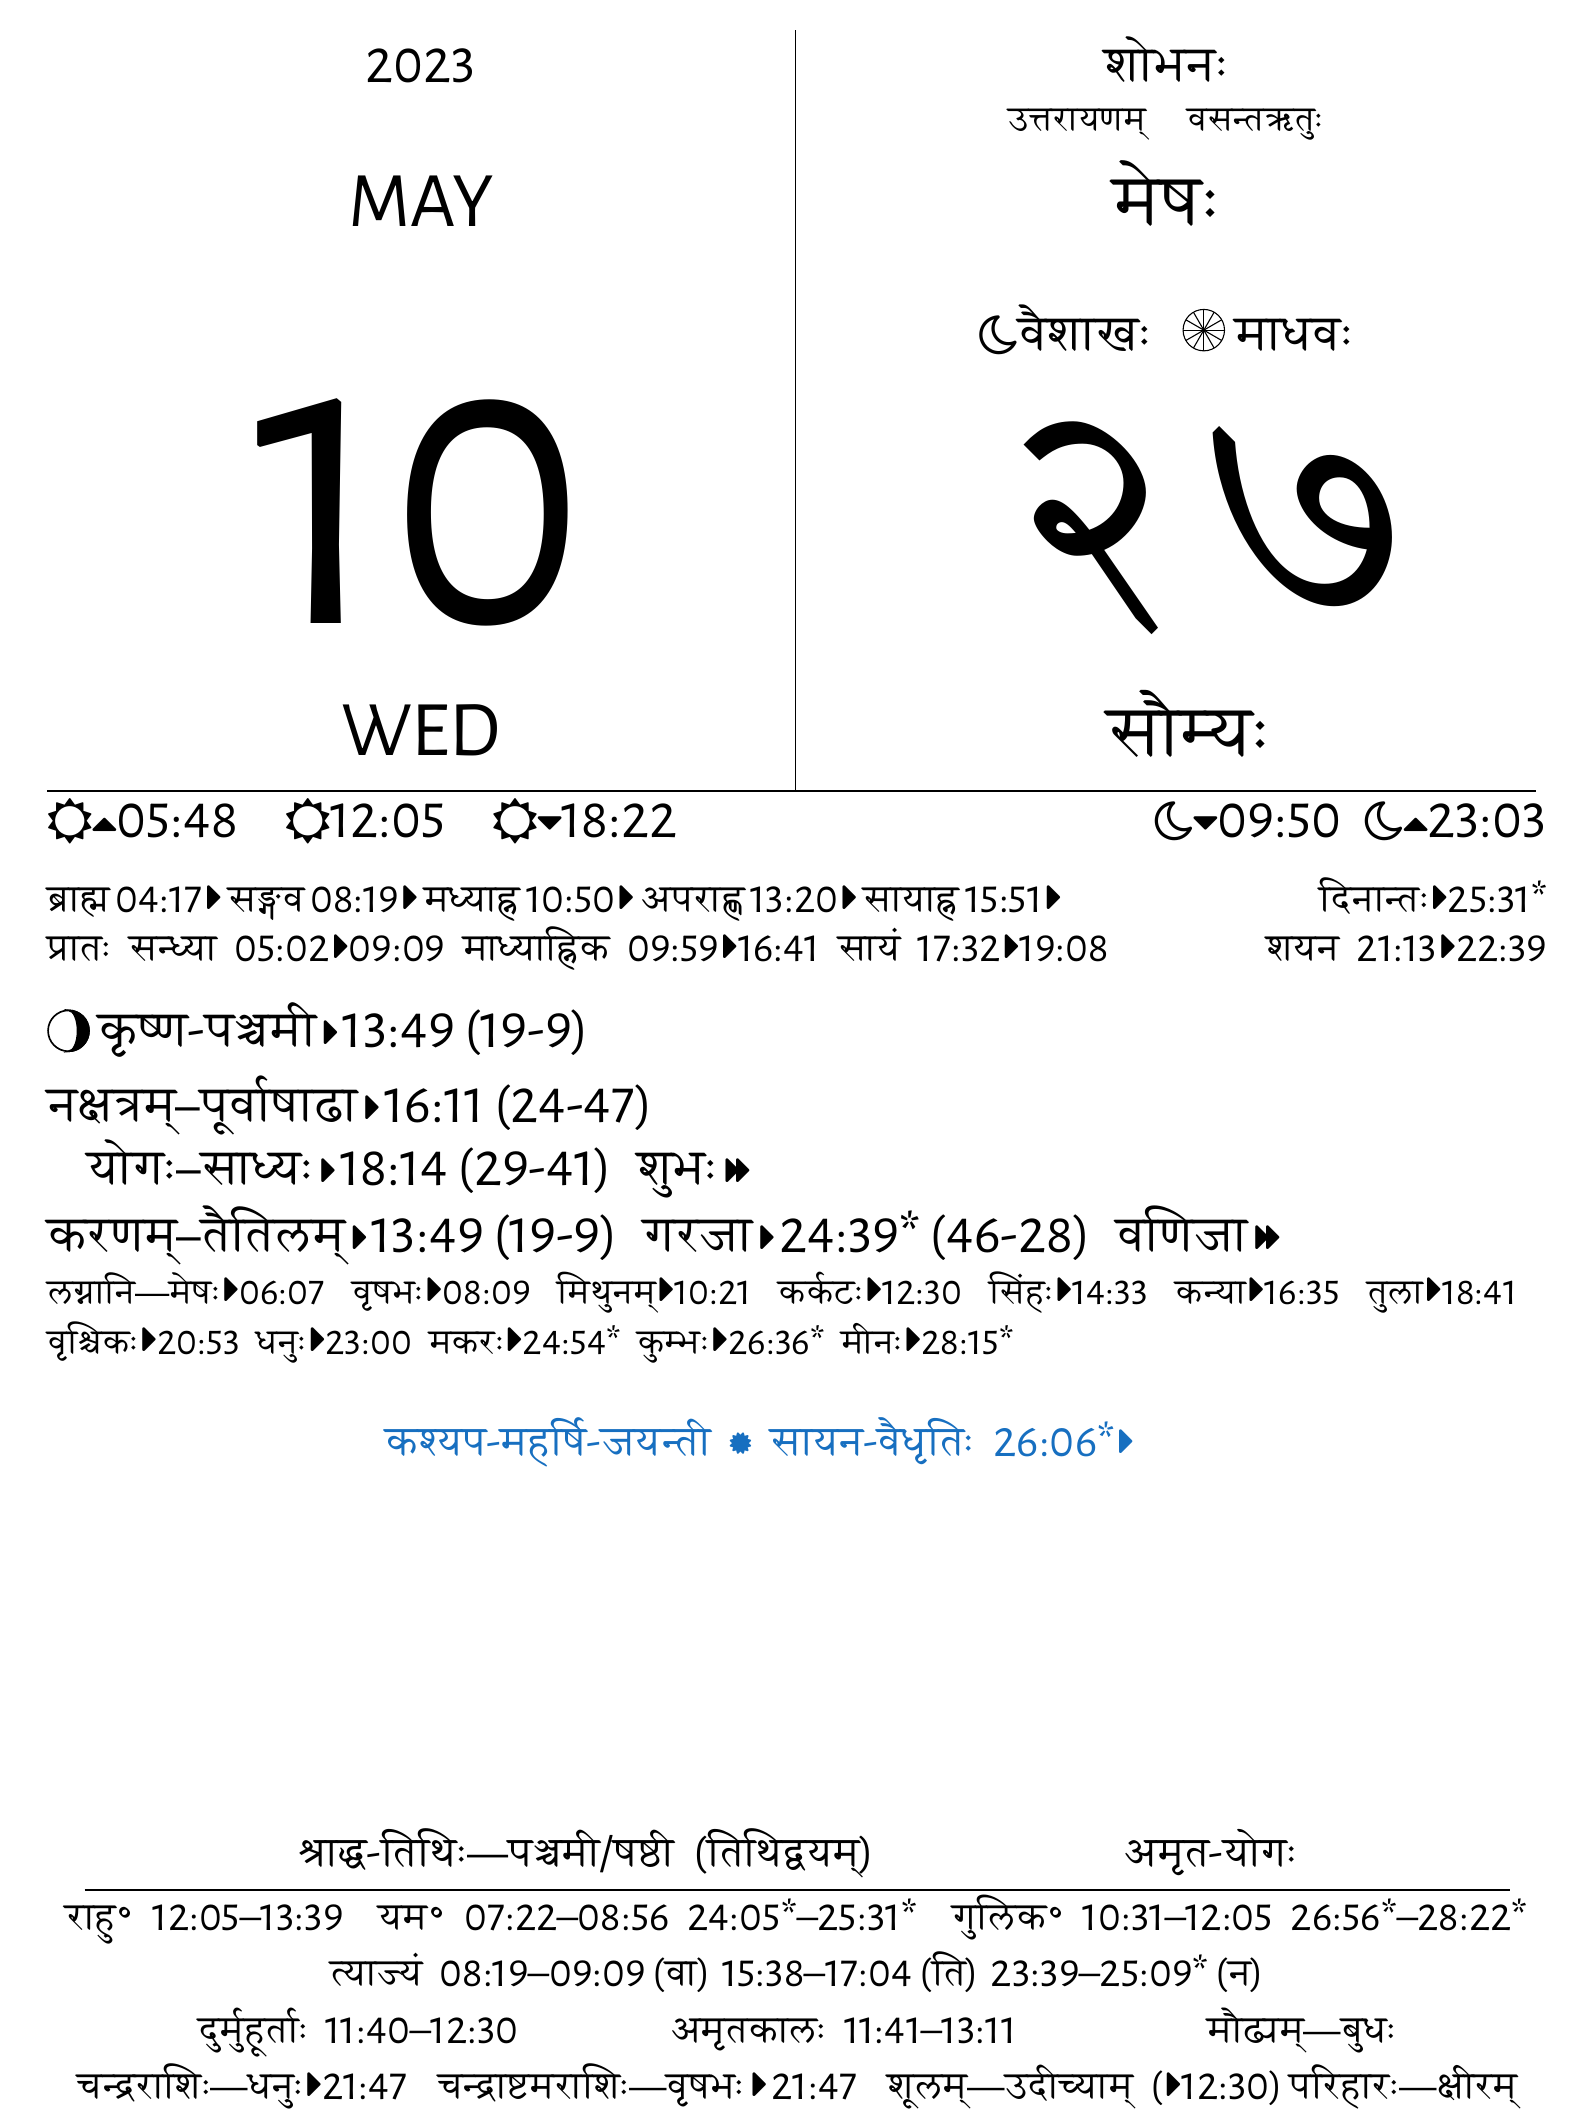 2023
MAY
10
WED
शोभनः
उत्तरायणम् वसन्तऋतुः
मेषः
वैशाखः माधवः
२७
सौम्यः
05:48 12:05 18:22 09:50 23:03
ब्राह्म 04:17 सङ्गव 08:19 मध्याह्न 10:50 अपराह्ण 13:20 सायाह्न 15:51 दिनान्तः 25:31*
प्रातः सन्ध्या 05:02 09:09 माध्याह्निक 09:59 16:41 सायं 17:32 19:08 शयन 21:13 22:39
कृष्ण-पञ्चमी 13:49 (19-9)
नक्षत्रम्–पूर्वाषाढा 16:11 (24-47)
योगः–साध्यः 18:14 (29-41) शुभः
करणम्–तैतिलम् 13:49 (19-9) गरजा 24:39* (46-28) वणिजा
लग्नानि—मेषः 06:07 वृषभः 08:09 मिथुनम् 10:21 कर्कटः 12:30 सिंहः 14:33 कन्या 16:35 तुला 18:41
वृश्चिकः 20:53 धनुः 23:00 मकरः 24:54* कुम्भः 26:36* मीनः 28:15*
कश्यप-महर्षि-जयन्ती सायन-वैधृतिः 26:06*
श्राद्ध-तिथिः—पञ्चमी/षष्ठी (तिथिद्वयम्) अमृत-योगः
राहु॰ 12:05–13:39 यम॰ 07:22–08:56 24:05*–25:31* गुलिक॰ 10:31–12:05 26:56*–28:22*
त्याज्यं 08:19–09:09 (वा) 15:38–17:04 (ति) 23:39–25:09* (न)
दुर्मुहूर्ताः 11:40–12:30 अमृतकालः 11:41–13:11 मौढ्यम्—बुधः
चन्द्रराशिः—धनुः 21:47 चन्द्राष्टमराशिः—वृषभः 21:47 शूलम्—उदीच्याम् (12:30) परिहारः—क्षीरम्